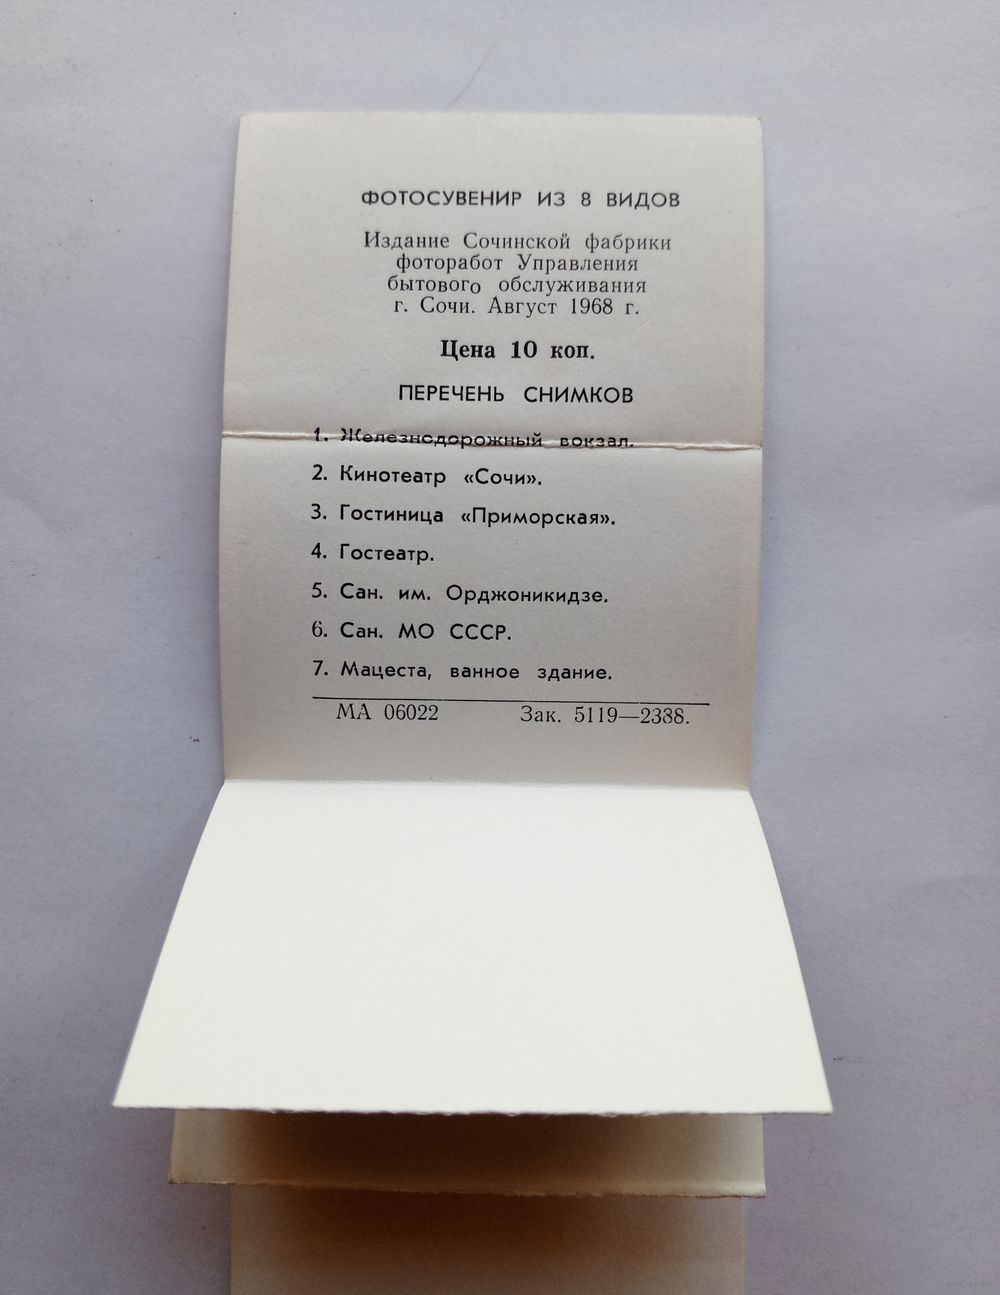 ФОТОСУВЕНИР ИЗ 8 ВИДОВ
Издание Сочинской фабрики
фоторабот Управления
бытового обслуживания
г. Сочи. Август 1968 г.
Цена 10 коп.
ПЕРЕЧЕНЬ СНИМКОВ
1. Железнодорожный вокзал.
2. Кинотеатр «Сочи».
3. Гостиница «Приморская».
4. Гостеатр.
5. Сан. им. Орджоникидзе.
6. Сан. МО СССР.
7. Мацеста, ванное здание.
МА 06022 Зак. 5119—2338.